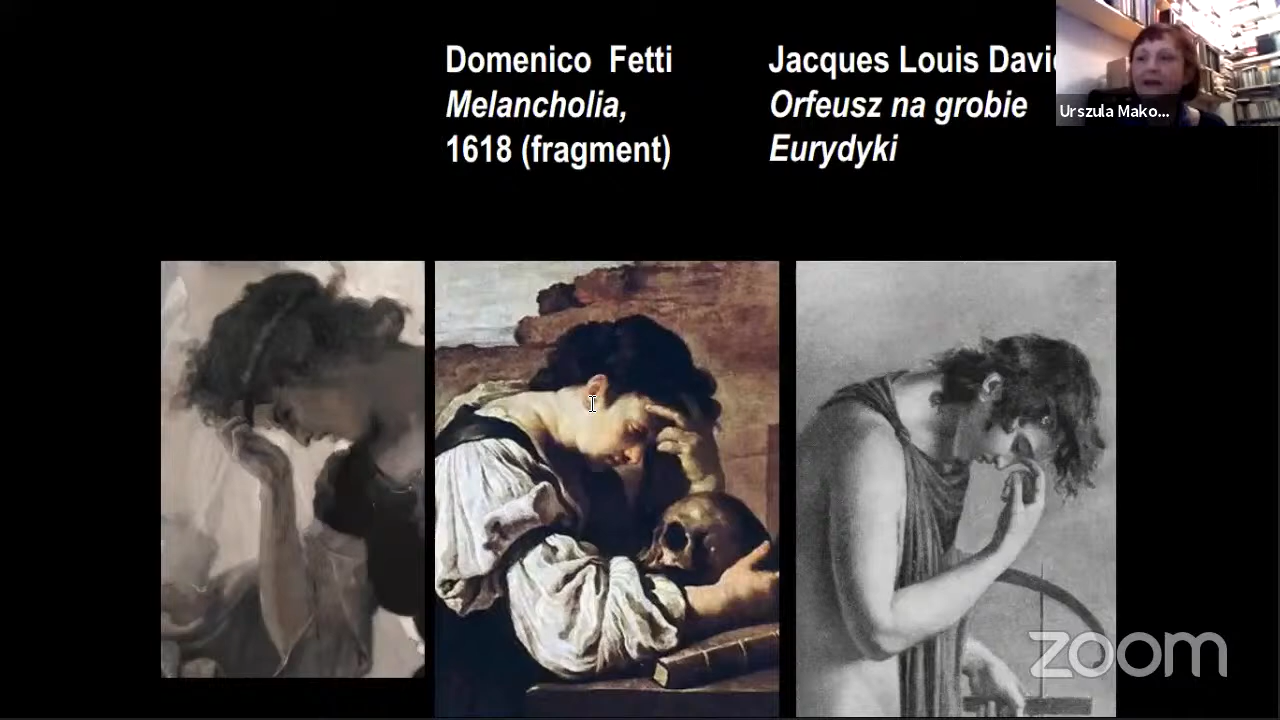 Domenico Fetti
Melancholia,
1618 (fragment)
Jacques Louis Davi
Orfeusz na grobie
Eurydyki
Urszula Mako...
zoom